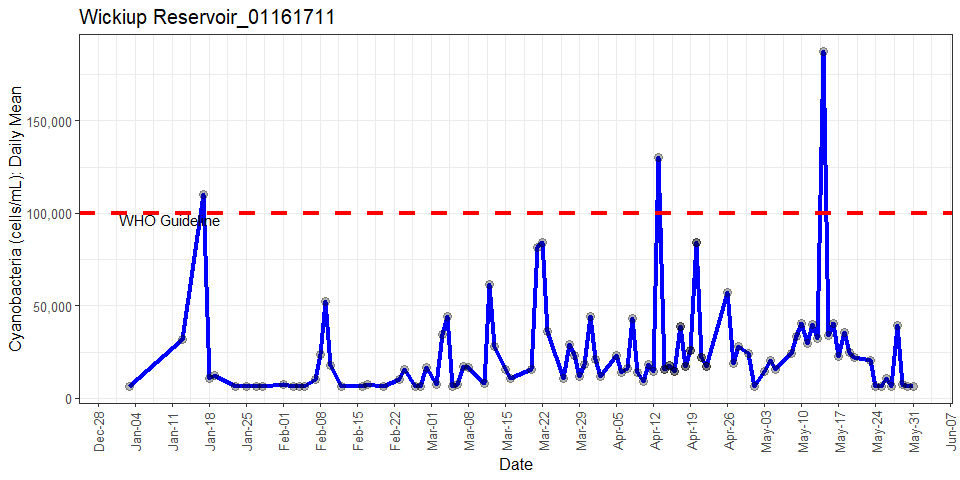 Wickiup Reservoir_01161711
Cyanobacteria (cells/mL): Daily Mean
150,000
100,000
50,000
0
WHO Guideline
Dec-28
Jan-04
Jan-11
Jan-18
Jan-25
Feb-01
Feb-08
Feb-15
Feb-22
Mar-01
Mar-08
Mar-15
Mar-22
Mar-29
Apr-05
Apr-12
Apr-19
Apr-26
May-03
May-10
May-17
May-24
May-31
Jun-07
Date